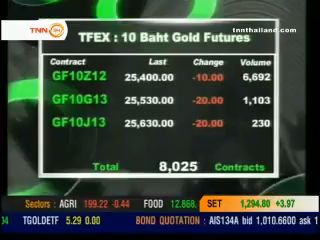 TNN 24
tnnthailand.com
TFEX : 10 Baht Gold Futures
Contract Last Change Volume
GF10Z12 25,400.00 -10.00 6,692
GF10G13 25,530.00 -20.00 1,103
GF10J13 25,630.00 -20.00 230
Total 8,025 Contracts
Sectors : AGRI 199.22 -0.44 FOOD 12,868. SET 1,294.80 +3.97
04 TGOLDETF 5.29 0.00 BOND QUOTATION : AIS134A bid 1,010.6600 ask 1